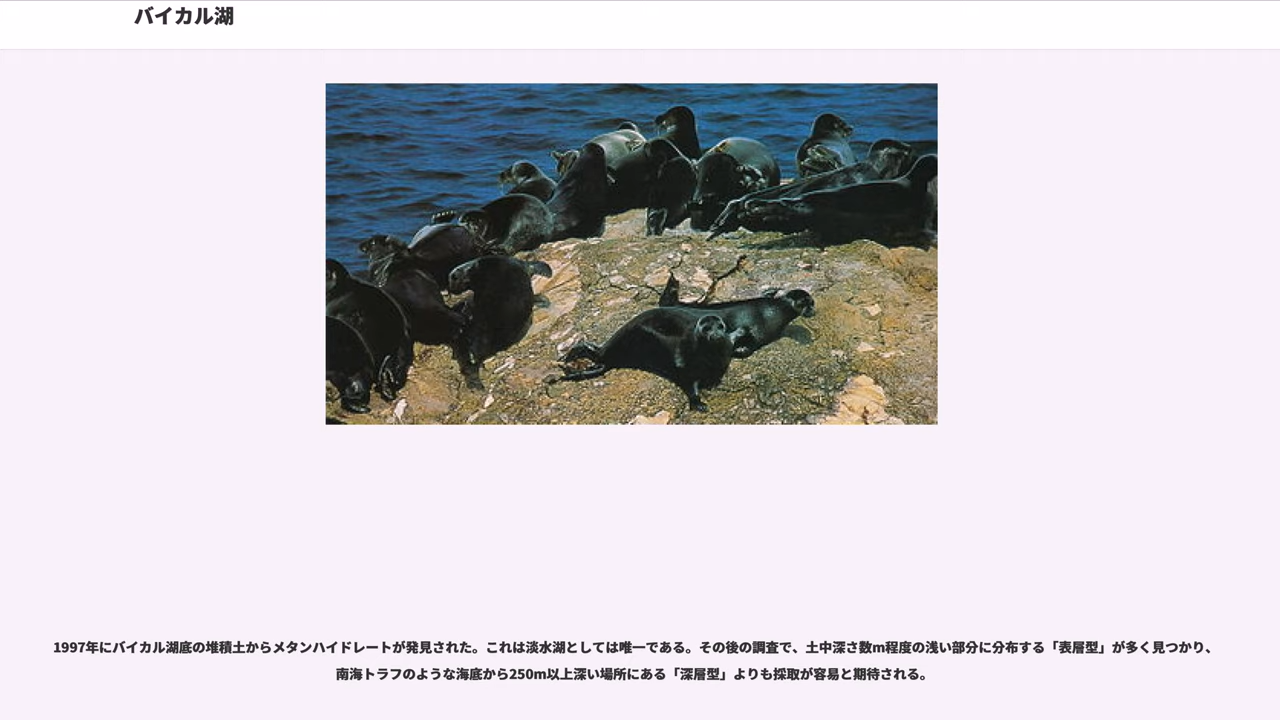 バイカル湖
1997年にバイカル湖底の堆積土からメタンハイドレートが発見された。これは淡水湖としては唯一である。その後の調査で、土中深さ数m程度の浅い部分に分布する「表層型」が多く見つかり、
南海トラフのような海底から250m以上深い場所にある「深層型」よりも採取が容易と期待される。